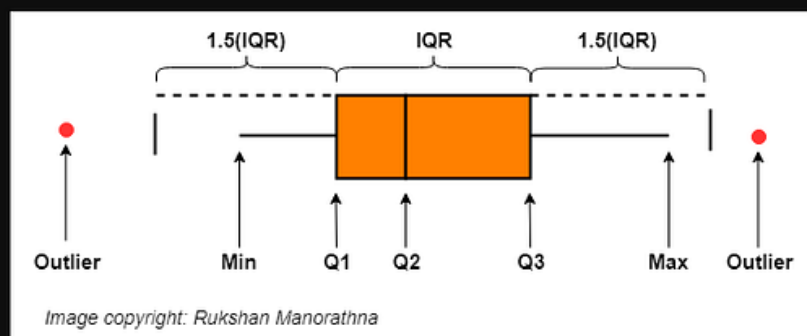 1.5(IQR) IQR 1.5(IQR)
Outlier Min Q1 Q2 Q3 Max Outlier
Image copyright: Rukshan Manorathna